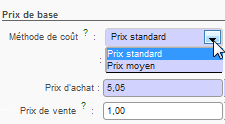 Prix de base
Méthode de coût ? : Prix standard
: Prix standard
Prix moyen
Prix d'achat : 5,05
Prix de vente ? : 1,00